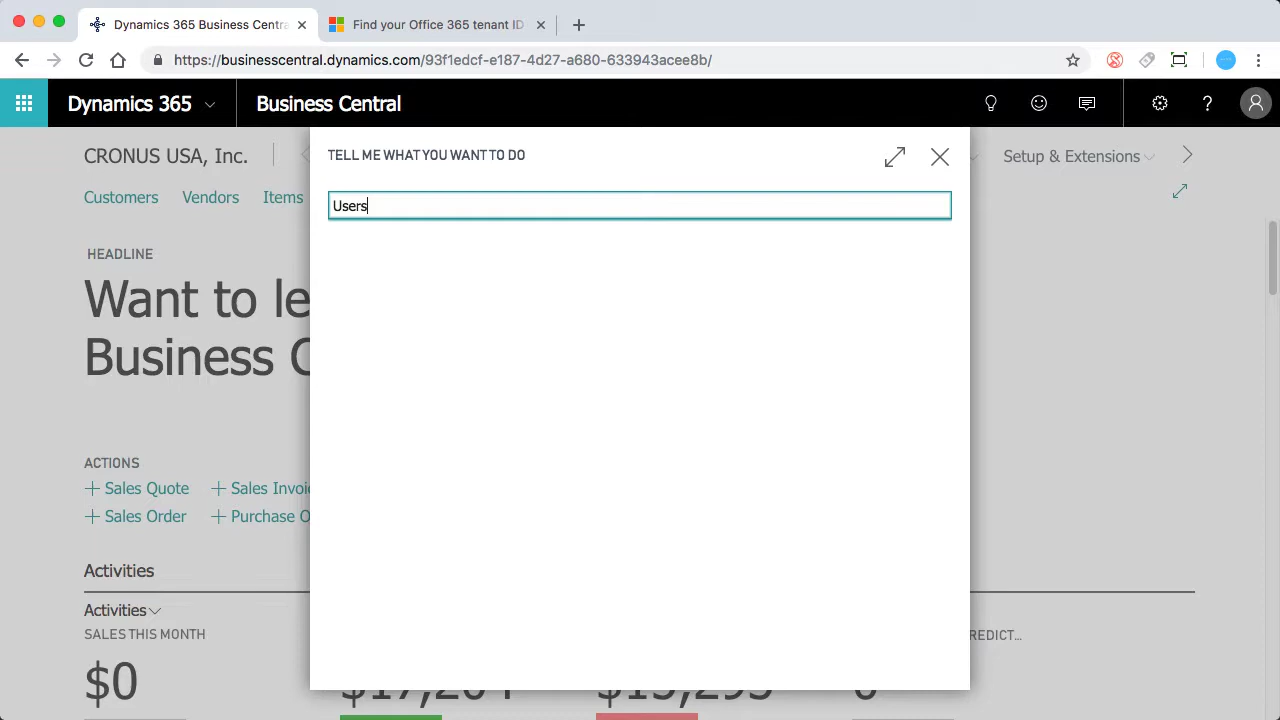 Dynamics 365 Business Centra
Find your Office 365 tenant ID
https://businesscentral.dynamics.com/93f1edcf-e187-4d27-a680-633943acee8b/
Dynamics 365
Business Central
CRONUS USA, Inc.
TELL ME WHAT YOU WANT TO DO
Setup & Extensions
Users
Customers
Vendors
Items
HEADLINE
Want to le
Business C
ACTIONS
Sales Quote
Sales Invoi
Sales Order
Purchase O
Activities
Activities
SALES THIS MONTH
REDICT...
$0